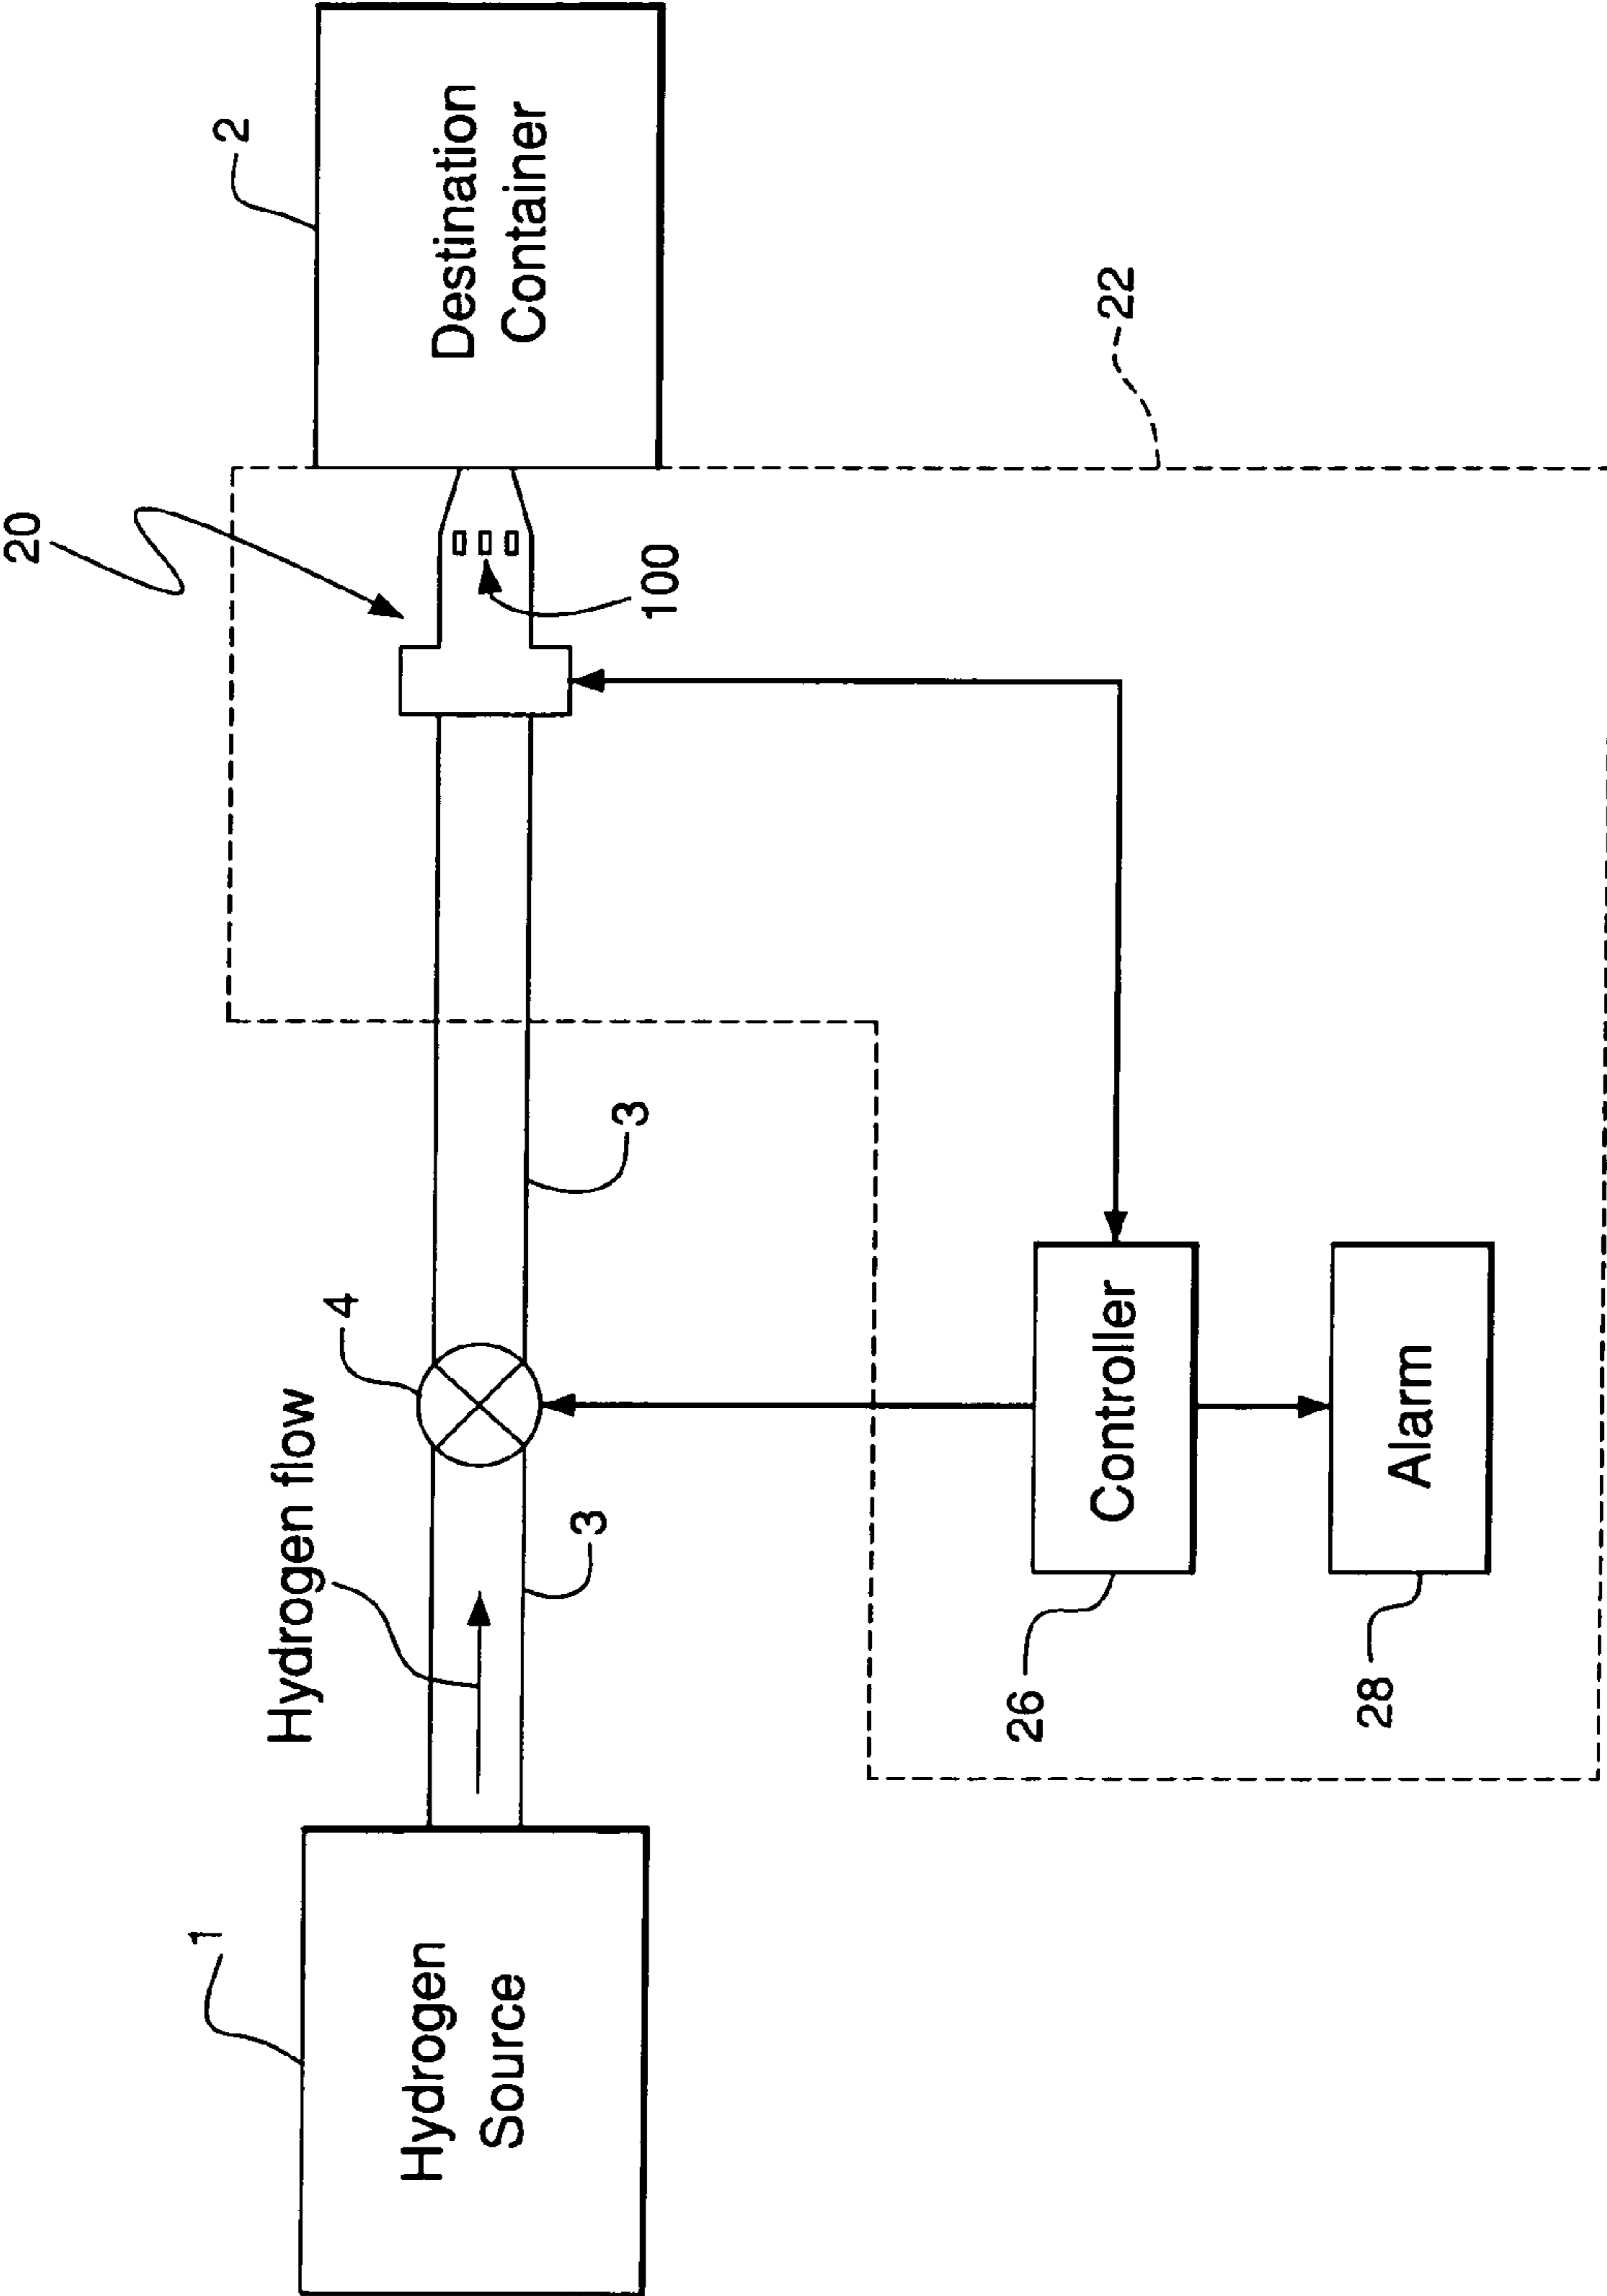 20
2
Destination
Container
100
22
Hydrogen flow
4
3
3
1
Hydrogen
Source
Controller
26
Alarm
28